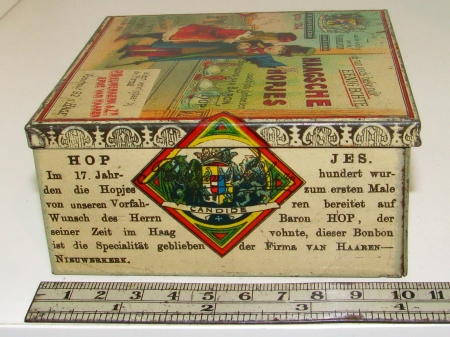 HAAGSCHE
HOPJES
HOP JES.
Im 17. Jahr- hundert wur-
den die Hopjes zum ersten Male
von unseren Vorfah- ren bereitet auf
Wunsch des Herrn Baron HOP, der
seiner Zeit im Haag wohnte, dieser Bonbon
ist die Specialität geblieben der Firma VAN HAAREN—
NIEUWERKERK.
CANDIDE
1 2 3 4 5 6 7 8 9 10 11
1 2 3 4